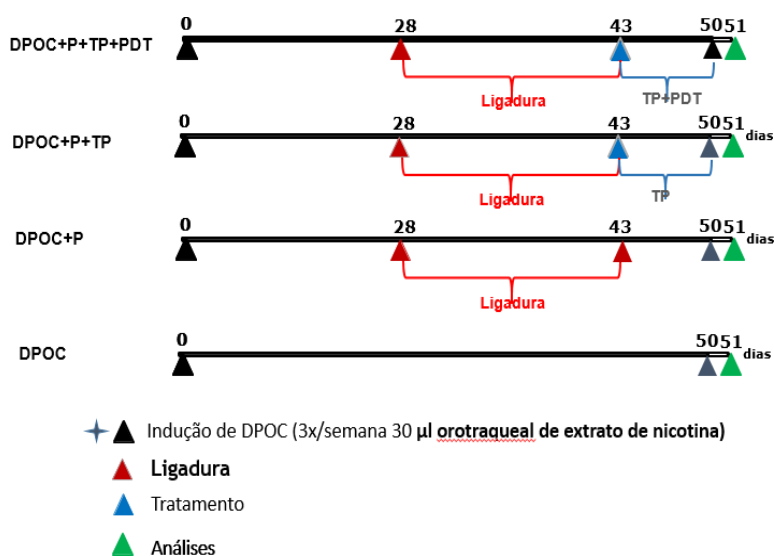 0 28 43 50 51
DPOC+P+TP+PDT
Ligadura TP+PDT
0 28 43 50 51 dias
DPOC+P+TP
Ligadura TP
0 28 43 50 51
DPOC+P dias
Ligadura
0 50 51
DPOC dias
Indução de DPOC (3x/semana 30 µl orotraqueal de extrato de nicotina)
Ligadura
Tratamento
Análises